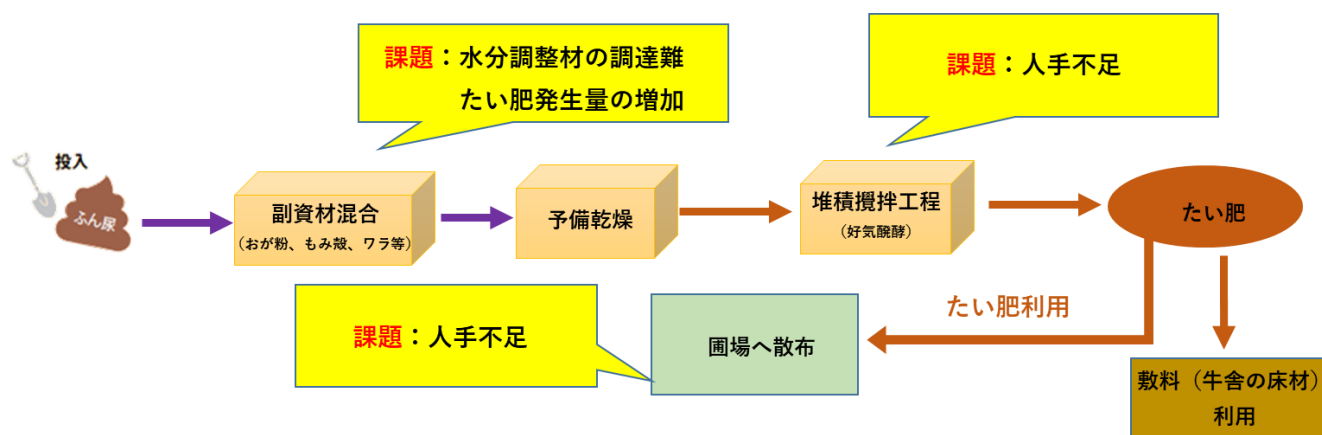 課題：水分調整材の調達難
たい肥発生量の増加
課題：人手不足
投入
ふん尿
副資材混合
（おが粉、もみ殻、ワラ等）
予備乾燥
堆積攪拌工程
（好気醗酵）
たい肥
課題：人手不足
圃場へ散布
たい肥利用
敷料（牛舎の床材）
利用